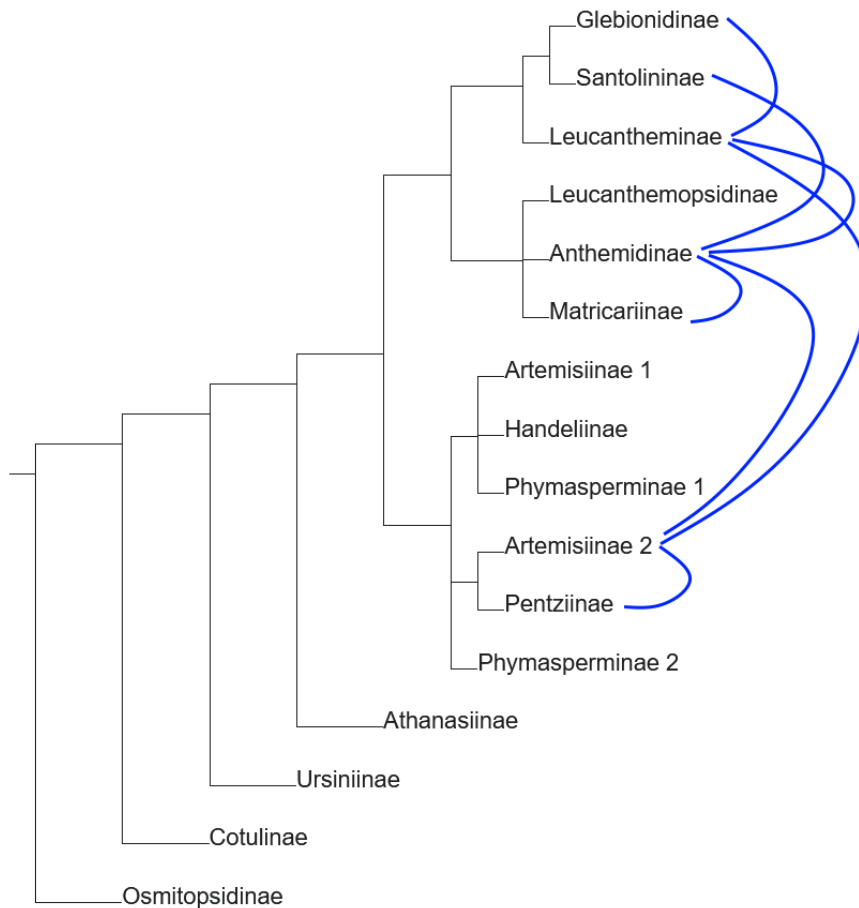 Glebionidinae
Santolininae
Leucantheminae
Leucanthemopsidinae
Anthemidinae
Matricariinae
Artemisiinae 1
Handeliinae
Phymasperminae 1
Artemisiinae 2
Pentziinae
Phymasperminae 2
Athanasiinae
Ursiniinae
Cotulinae
Osmitopsidinae